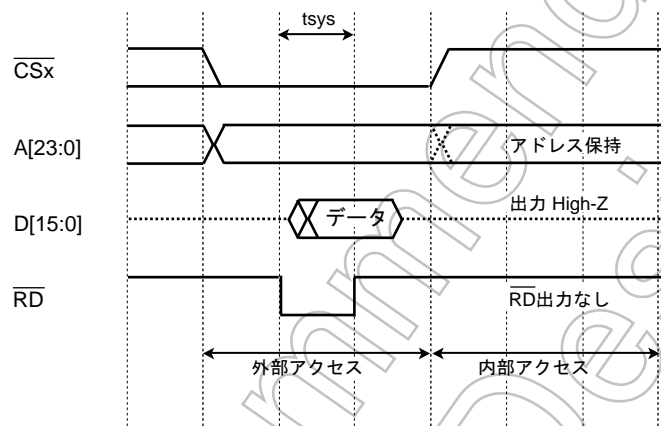 tsys
CSx
A[23:0]
アドレス保持
D[15:0]
データ
出力 High-Z
RD
RD出力なし
外部アクセス
内部アクセス